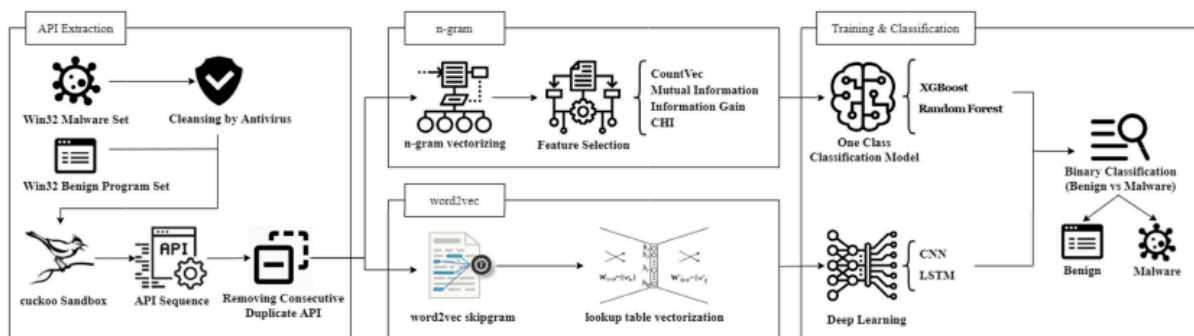 API Extraction
Win32 Malware Set
Cleansing by Antivirus
Win32 Benign Program Set
cuckoo Sandbox
API
API Sequence
Removing Consecutive
Duplicate API
n-gram
n-gram vectorizing
Feature Selection
CountVec
Mutual Information
Information Gain
CHI
word2vec
word2vec skipgram
lookup table vectorization
Training & Classification
One Class
Classification Model
XGBoost
Random Forest
Deep Learning
CNN
LSTM
Binary Classification
(Benign vs Malware)
Benign
Malware